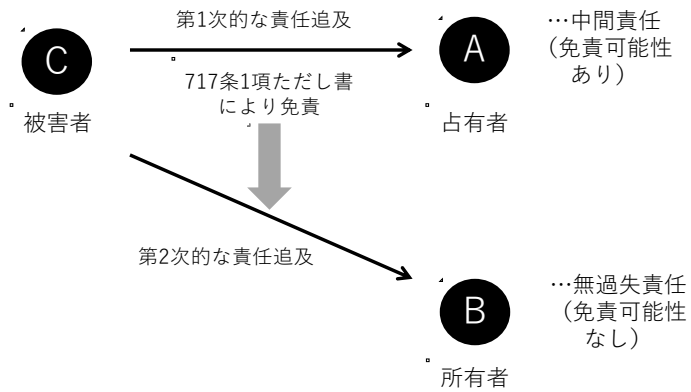 第1次的な責任追及
C
被害者
717条1項ただし書
により免責
A
占有者
…中間責任
（免責可能性
あり）
第2次的な責任追及
B
所有者
…無過失責任
（免責可能性
なし）